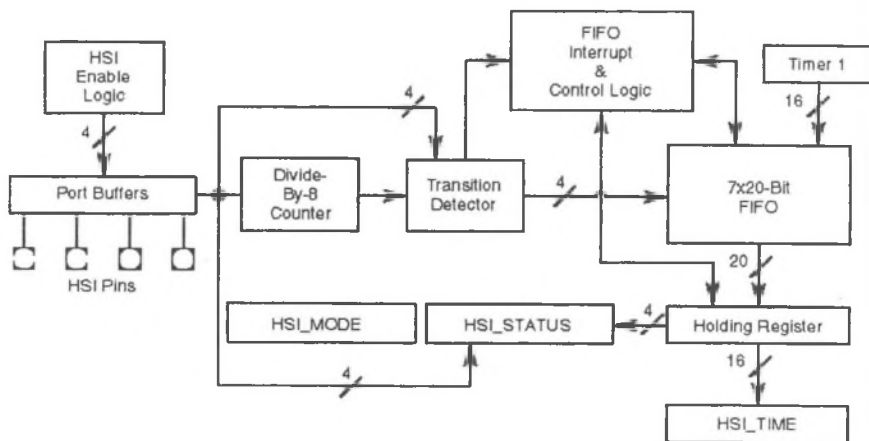 HSI
Enable
Logic
4
Port Buffers
HSI Pins
4
Divide-
By-8
Counter
Transition
Detector
FIFO
Interrupt
&
Control Logic
Timer 1
16
4
7x20-Bit
FIFO
20
HSI_MODE
HSI_STATUS
4
Holding Register
4
16
HSI_TIME